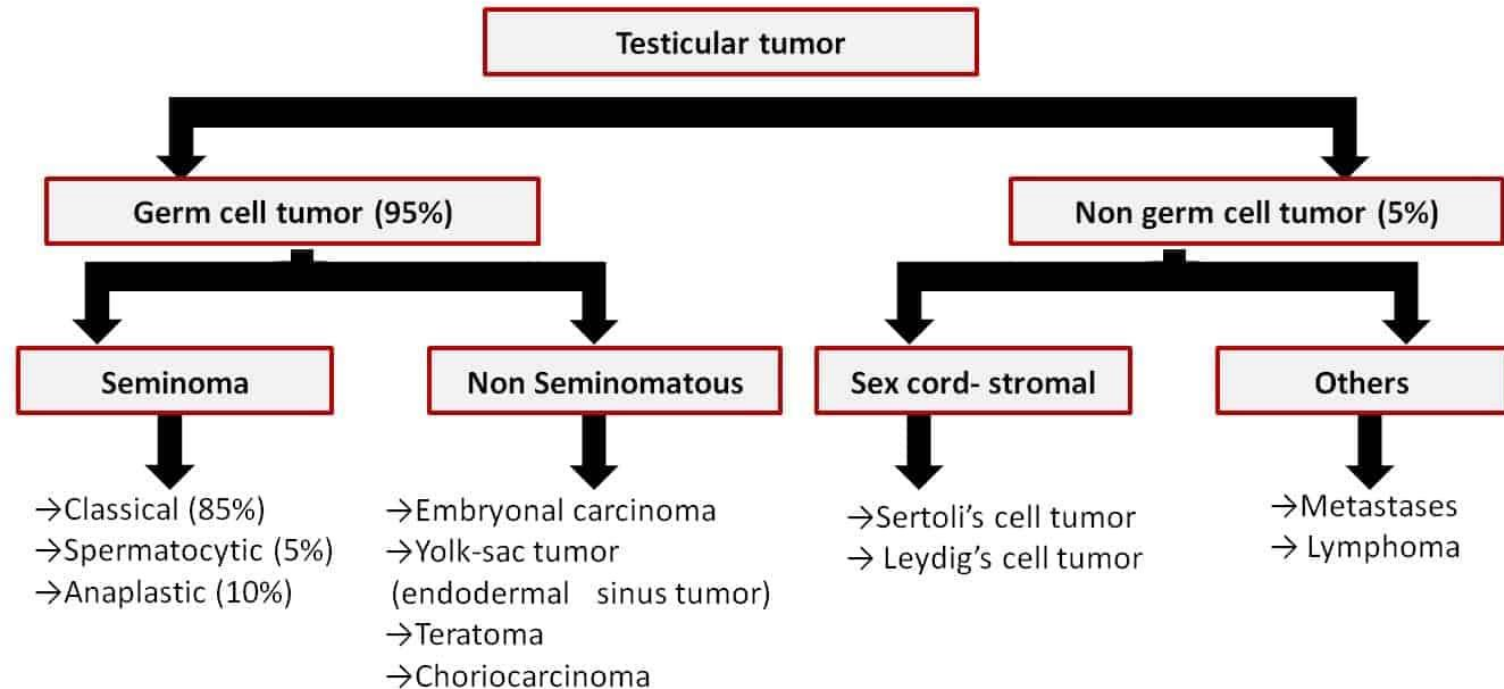 Testicular tumor
Germ cell tumor (95%)
Non germ cell tumor (5%)
Seminoma
Non Seminomatous
Sex cord- stromal
Others
→Classical (85%)
→Spermatocytic (5%)
→Anaplastic (10%)
→Embryonal carcinoma
→Yolk-sac tumor
(endodermal sinus tumor)
→Teratoma
→Choriocarcinoma
→Sertoli’s cell tumor
→ Leydig’s cell tumor
→Metastases
→ Lymphoma